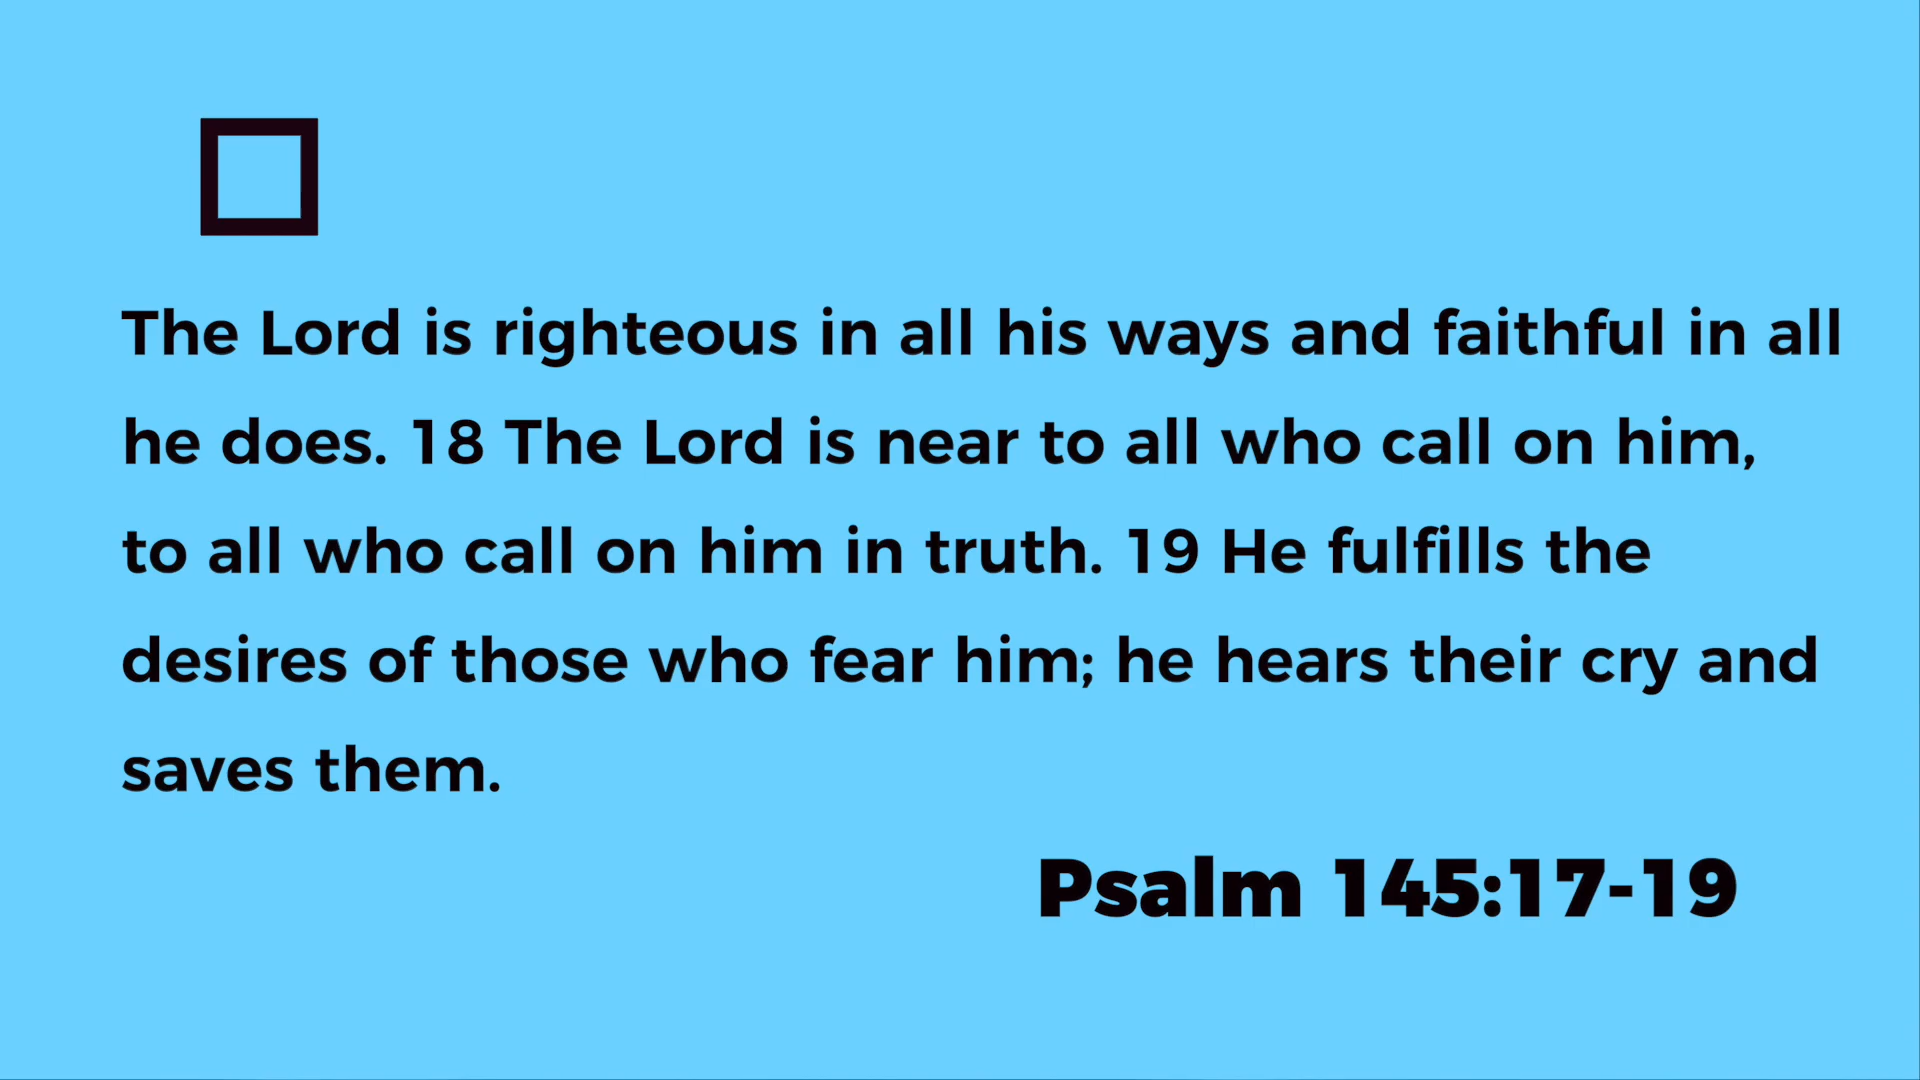 The Lord is righteous in all his ways and faithful in all
he does. 18 The Lord is near to all who call on him,
to all who call on him in truth. 19 He fulfills the
desires of those who fear him; he hears their cry and
saves them.
Psalm 145:17-19